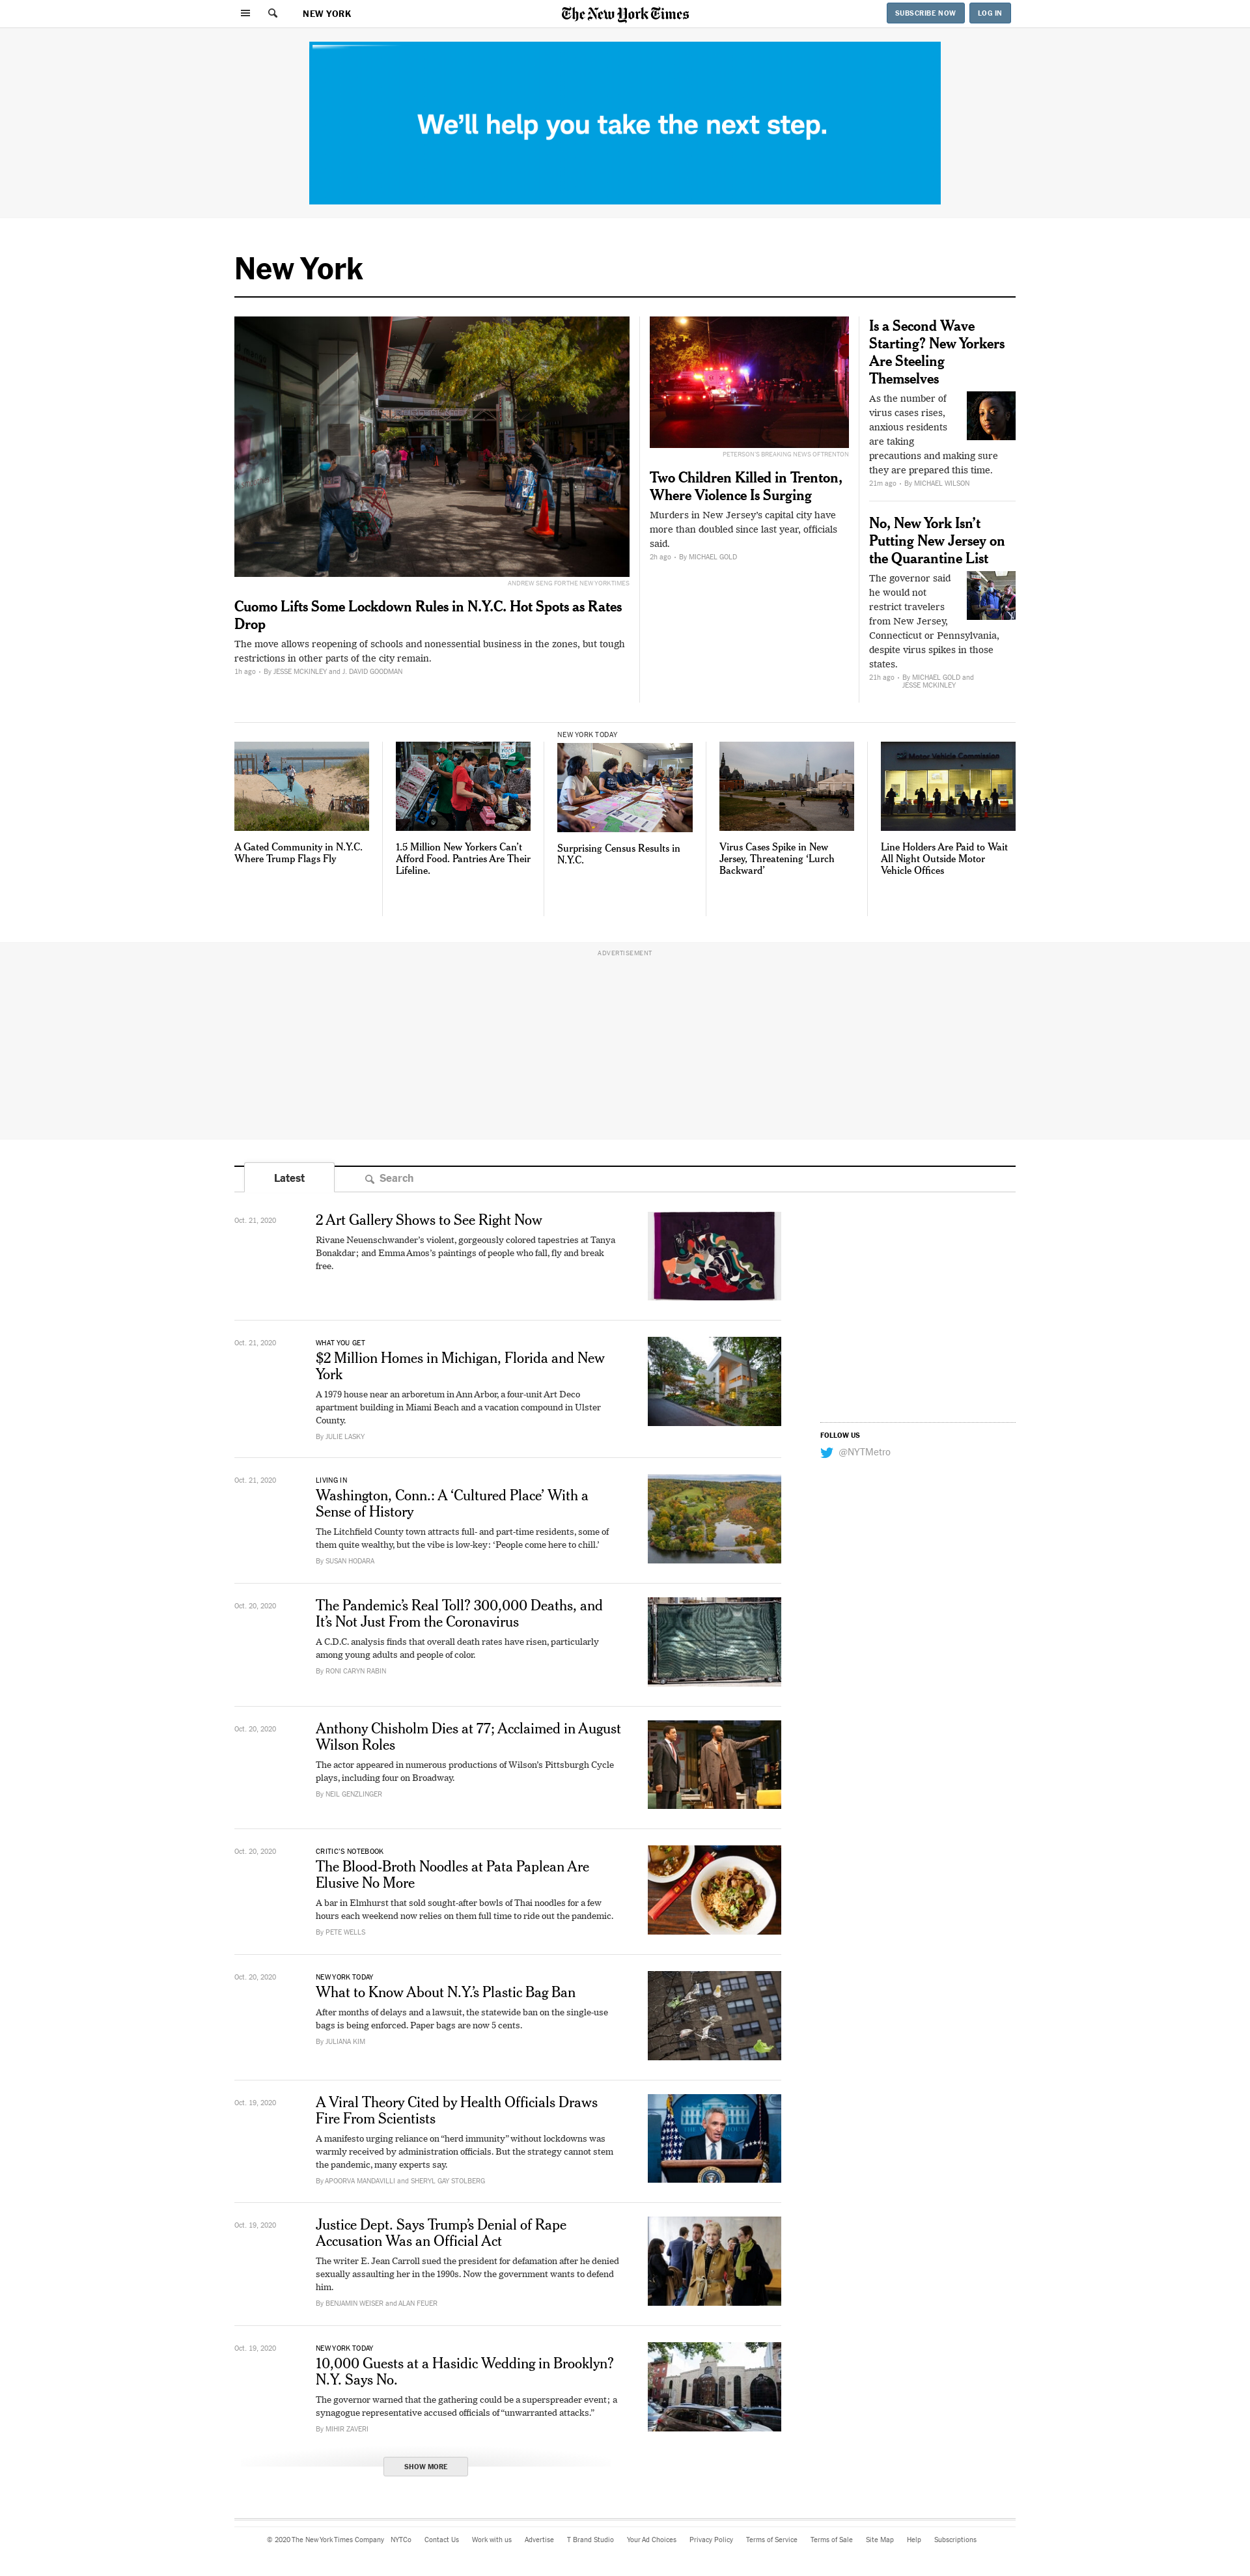 NEW YORK
The New York Times
SUBSCRIBE NOW
LOG IN
We'll help you take the next step.
New York
ANDREW SENG FOR THE NEW YORK TIMES
Cuomo Lifts Some Lockdown Rules in N.Y.C. Hot Spots as Rates
Drop
The move allows reopening of schools and nonessential business in the zones, but tough
restrictions in other parts of the city remain.
1h ago • By JESSE MCKINLEY and J. DAVID GOODMAN
PETERSON'S BREAKING NEWS OF TRENTON
Two Children Killed in Trenton,
Where Violence Is Surging
Murders in New Jersey's capital city have
more than doubled since last year, officials
said.
2h ago • By MICHAEL GOLD
Is a Second Wave
Starting? New Yorkers
Are Steeling
Themselves
As the number of
virus cases rises,
anxious residents
are taking
precautions and making sure
they are prepared this time.
21m ago • By MICHAEL WILSON
No, New York Isn't
Putting New Jersey on
the Quarantine List
The governor said
he would not
restrict travelers
from New Jersey,
Connecticut or Pennsylvania,
despite virus spikes in those
states.
21h ago • By MICHAEL GOLD and
JESSE MCKINLEY
A Gated Community in N.Y.C.
Where Trump Flags Fly
1.5 Million New Yorkers Can't
Afford Food. Pantries Are Their
Lifeline.
NEW YORK TODAY
Surprising Census Results in
N.Y.C.
Virus Cases Spike in New
Jersey, Threatening 'Lurch
Backward'
Motor Vehicle Commission
Line Holders Are Paid to Wait
All Night Outside Motor
Vehicle Offices
ADVERTISEMENT
Latest
Search
Oct. 21, 2020
2 Art Gallery Shows to See Right Now
Rivane Neuenschwander's violent, gorgeously colored tapestries at Tanya
Bonakdar; and Emma Amos's paintings of people who fall, fly and break
free.
Oct. 21, 2020
WHAT YOU GET
$2 Million Homes in Michigan, Florida and New
York
A 1979 house near an arboretum in Ann Arbor, a four-unit Art Deco
apartment building in Miami Beach and a vacation compound in Ulster
County.
By JULIE LASKY
FOLLOW US
@NYTMetro
Oct. 21, 2020
LIVING IN
Washington, Conn.: A 'Cultured Place' With a
Sense of History
The Litchfield County town attracts full- and part-time residents, some of
them quite wealthy, but the vibe is low-key: 'People come here to chill.'
By SUSAN HODARA
Oct. 20, 2020
The Pandemic's Real Toll? 300,000 Deaths, and
It's Not Just From the Coronavirus
A C.D.C. analysis finds that overall death rates have risen, particularly
among young adults and people of color.
By RONI CARYN RABIN
Oct. 20, 2020
Anthony Chisholm Dies at 77; Acclaimed in August
Wilson Roles
The actor appeared in numerous productions of Wilson's Pittsburgh Cycle
plays, including four on Broadway.
By NEIL GENZLINGER
Oct. 20, 2020
CRITIC'S NOTEBOOK
The Blood-Broth Noodles at Pata Paplean Are
Elusive No More
A bar in Elmhurst that sold sought-after bowls of Thai noodles for a few
hours each weekend now relies on them full time to ride out the pandemic.
By PETE WELLS
Oct. 20, 2020
NEW YORK TODAY
What to Know About N.Y.'s Plastic Bag Ban
After months of delays and a lawsuit, the statewide ban on the single-use
bags is being enforced. Paper bags are now 5 cents.
By JULIANA KIM
Oct. 19, 2020
A Viral Theory Cited by Health Officials Draws
Fire From Scientists
A manifesto urging reliance on "herd immunity" without lockdowns was
warmly received by administration officials. But the strategy cannot stem
the pandemic, many experts say.
By APOORVA MANDAVILLI and SHERYL GAY STOLBERG
Oct. 19, 2020
Justice Dept. Says Trump's Denial of Rape
Accusation Was an Official Act
The writer E. Jean Carroll sued the president for defamation after he denied
sexually assaulting her in the 1990s. Now the government wants to defend
him.
By BENJAMIN WEISER and ALAN FEUER
Oct. 19, 2020
NEW YORK TODAY
10,000 Guests at a Hasidic Wedding in Brooklyn?
N.Y. Says No.
The governor warned that the gathering could be a superspreader event; a
synagogue representative accused officials of "unwarranted attacks."
By MIHIR ZAVERI
SHOW MORE
© 2020 The New York Times Company NYTCo Contact Us Work with us Advertise T Brand Studio Your Ad Choices Privacy Policy Terms of Service Terms of Sale Site Map Help Subscriptions